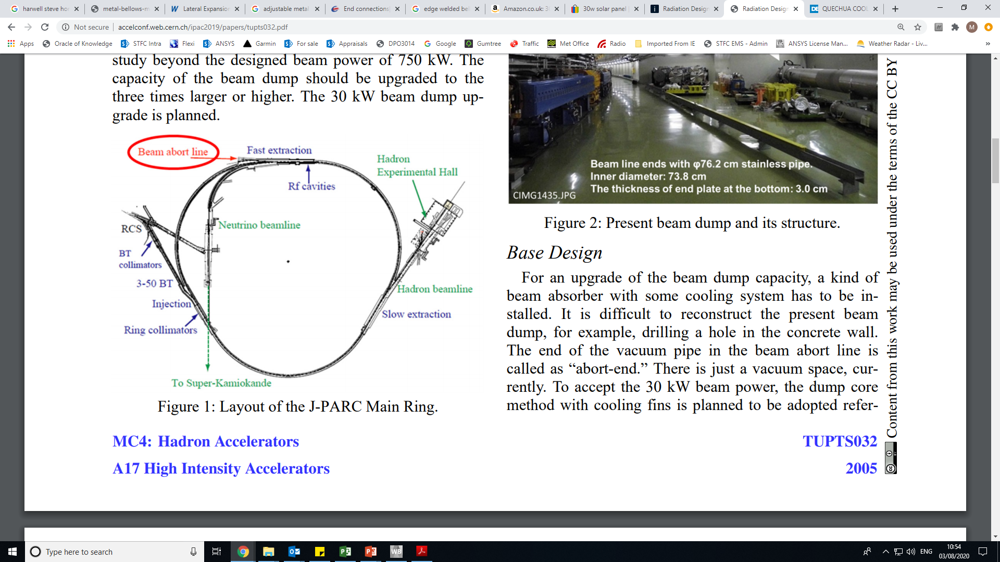 harwell steve hor
metal-bellows-m
Lateral Expansion
adjustable metal
End connections
edge welded bel
Amazon.co.uk: 3
30w solar panel
Radiation Design
Radiation Design
QUECHUA COOL
Not secure
accelconf.web.cern.ch/ipac2019/papers/tupts032.pdf
M
Apps
Oracle of Knowledge
STFC Intra
Flexi
ANSYS
Garmin
For sale
Appraisals
DPO3014
Google
Gumtree
Traffic
Met Office
Radio
Imported From IE
STFC EMS - Admin
ANSYS License Man...
Weather Radar - Liv...
»
study beyond the designed beam power of 750 kW. The
capacity of the beam dump should be upgraded to the
three times larger or higher. The 30 kW beam dump up-
grade is planned.
Beam abort line
Fast extraction
Rf cavities
Hadron
Experimental Hall
RCS
Neutrino beamline
BT
collimators
3-50 BT
Injection
Ring collimators
Hadron beamline
Slow extraction
To Super-Kamiokande
Figure 1: Layout of the J-PARC Main Ring.
Beam line ends with φ76.2 cm stainless pipe.
Inner diameter: 73.8 cm
The thickness of end plate at the bottom: 3.0 cm
CIMG1435.JPG
Figure 2: Present beam dump and its structure.
Base Design
For an upgrade of the beam dump capacity, a kind of
beam absorber with some cooling system has to be in-
stalled. It is difficult to reconstruct the present beam
dump, for example, drilling a hole in the concrete wall.
The end of the vacuum pipe in the beam abort line is
called as “abort-end.” There is just a vacuum space, cur-
rently. To accept the 30 kW beam power, the dump core
method with cooling fins is planned to be adopted refer-
Content from this work may be used under the terms of the CC BY
MC4: Hadron Accelerators
A17 High Intensity Accelerators
TUPTS032
2005
Type here to search
WB
ENG
10:54
03/08/2020